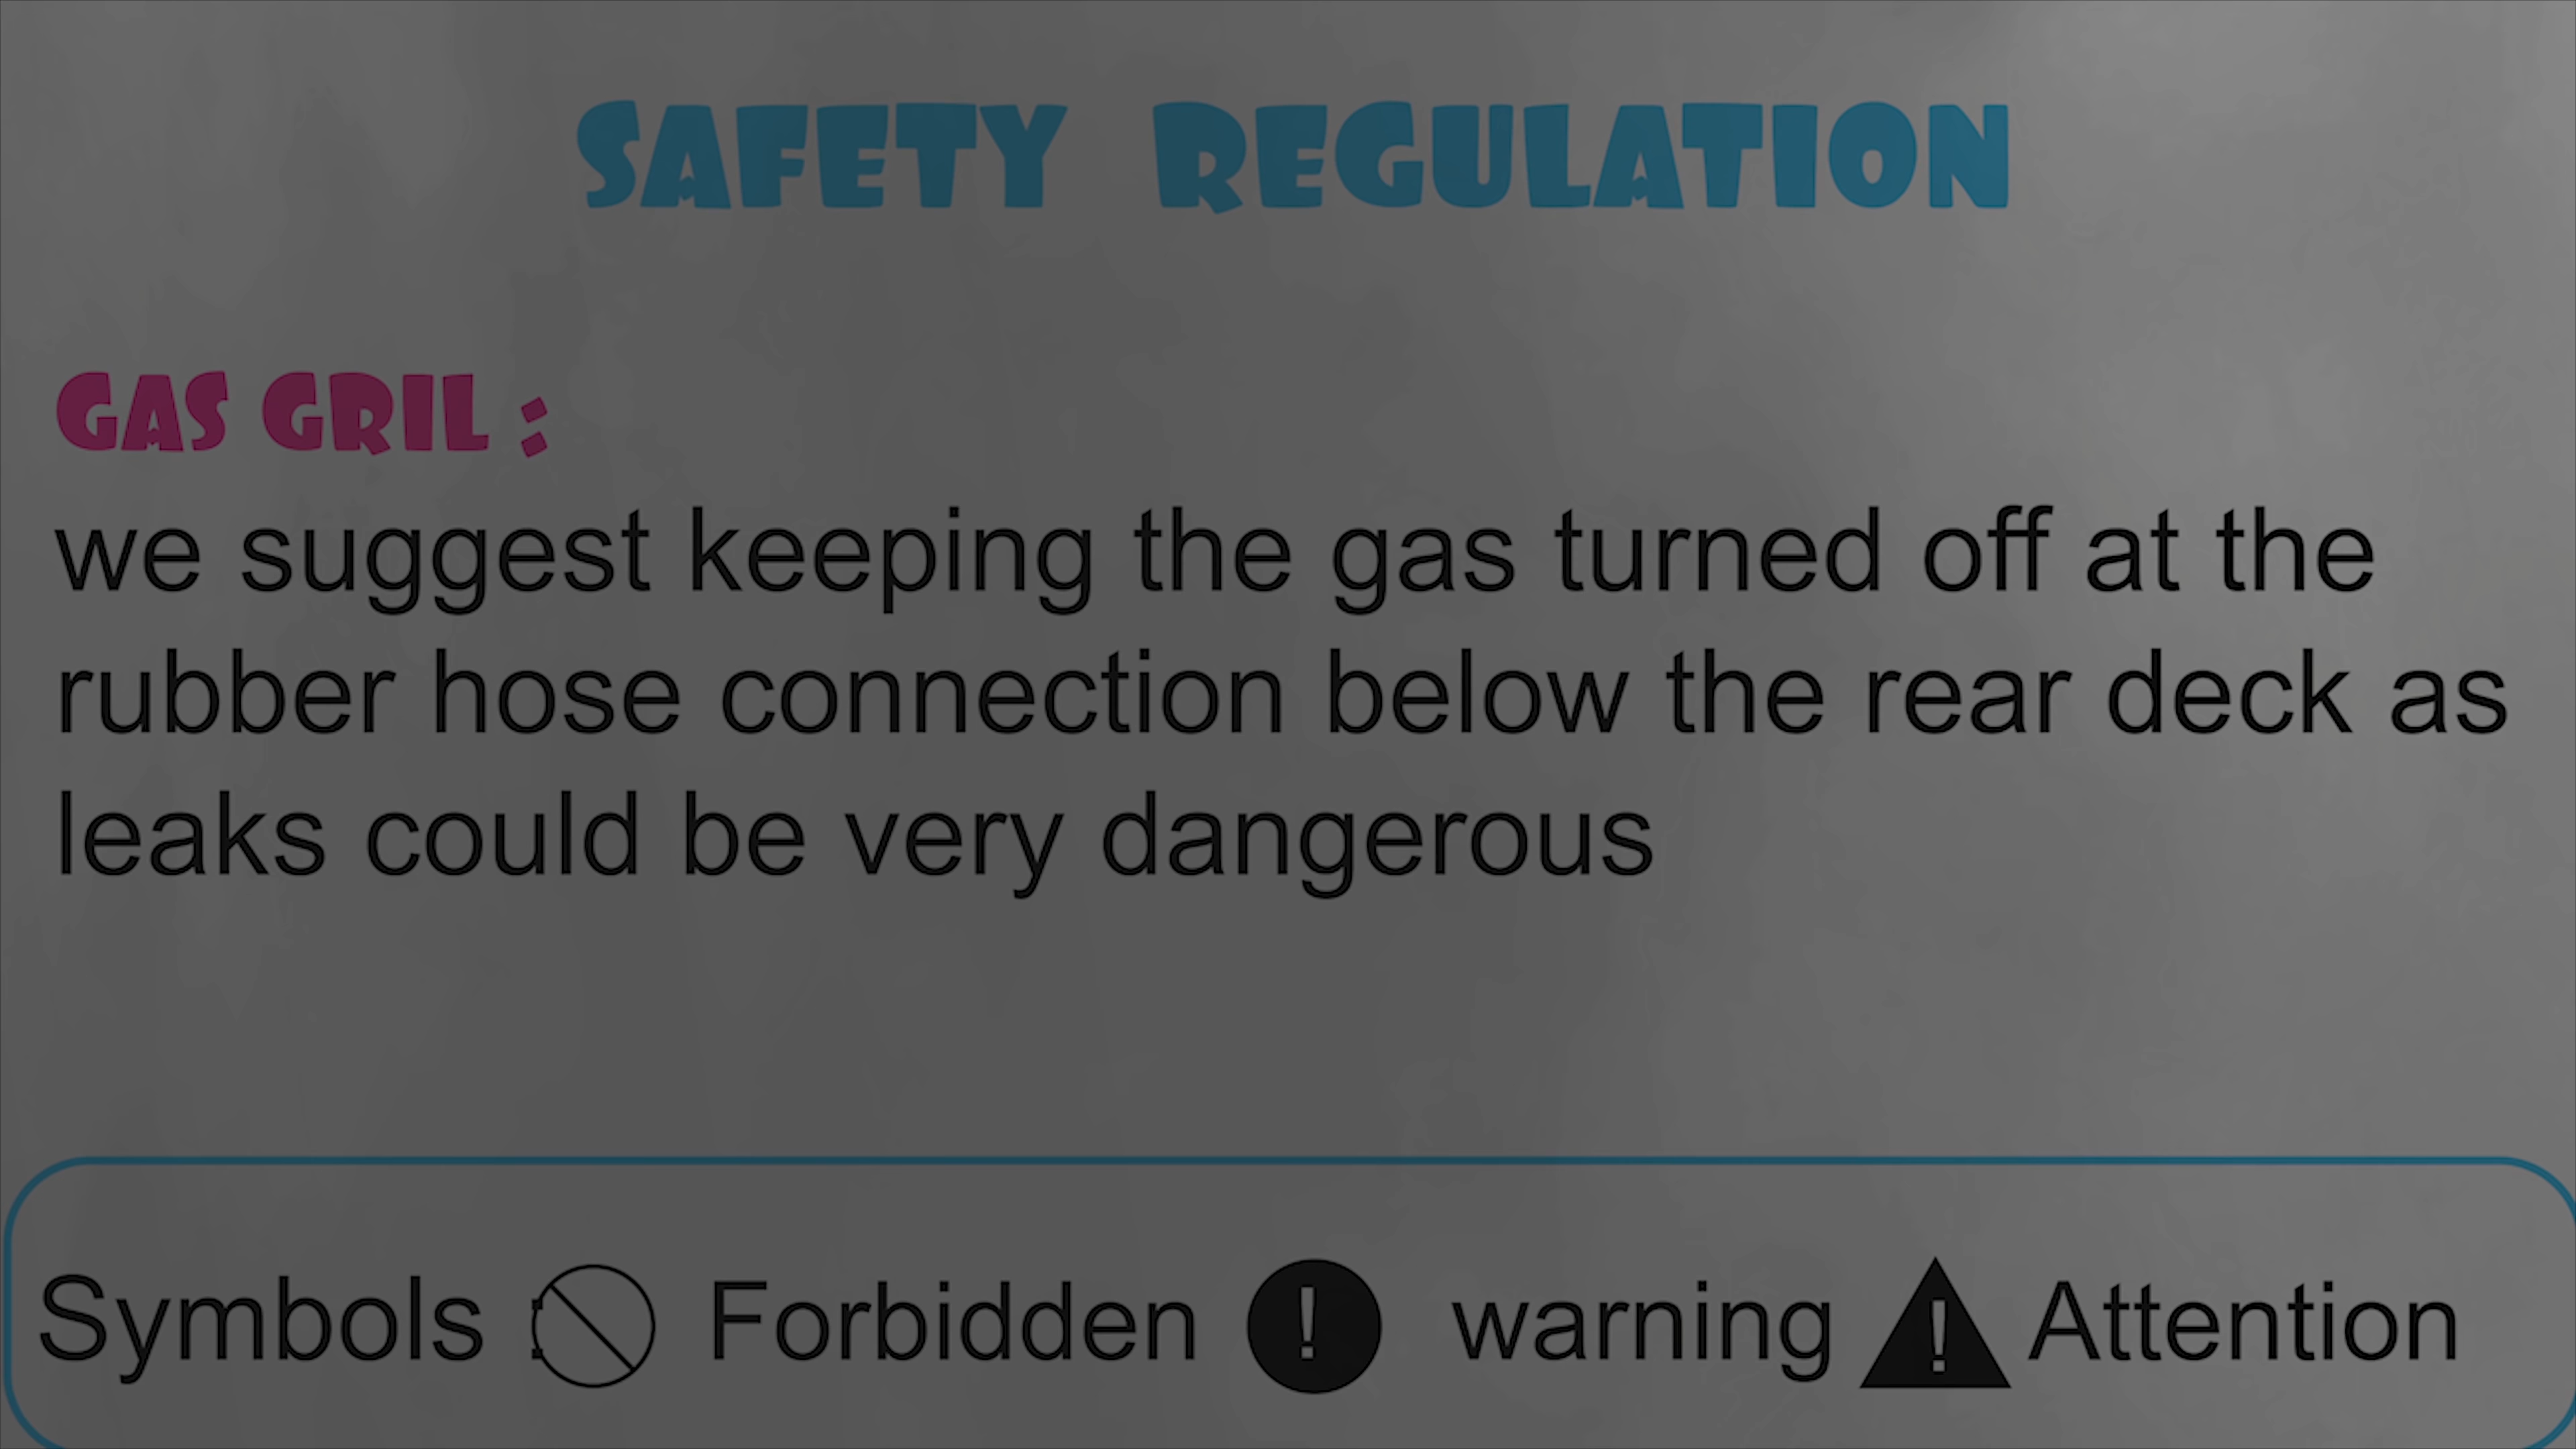 SAFETY REGULATION
GAS GRIL :
we suggest keeping the gas turned off at the
rubber hose connection below the rear deck as
leaks could be very dangerous
Symbols Forbidden ! warning ! Attention